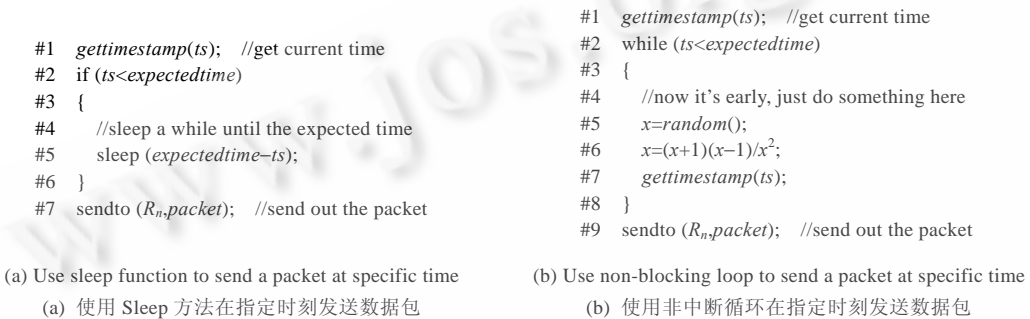 #1 gettimestamp(ts); //get current time
#2 if (ts<expectedtime)
#3 {
#4 //sleep a while until the expected time
#5 sleep (expectedtime−ts);
#6 }
#7 sendto (Rn,packet); //send out the packet
(a) Use sleep function to send a packet at specific time
(a) 使用 Sleep 方法在指定时刻发送数据包
#1 gettimestamp(ts); //get current time
#2 while (ts<expectedtime)
#3 {
#4 //now it's early, just do something here
#5 x=random();
#6 x=(x+1)(x−1)/x²;
#7 gettimestamp(ts);
#8 }
#9 sendto (Rn,packet); //send out the packet
(b) Use non-blocking loop to send a packet at specific time
(b) 使用非中断循环在指定时刻发送数据包
www.jos.o